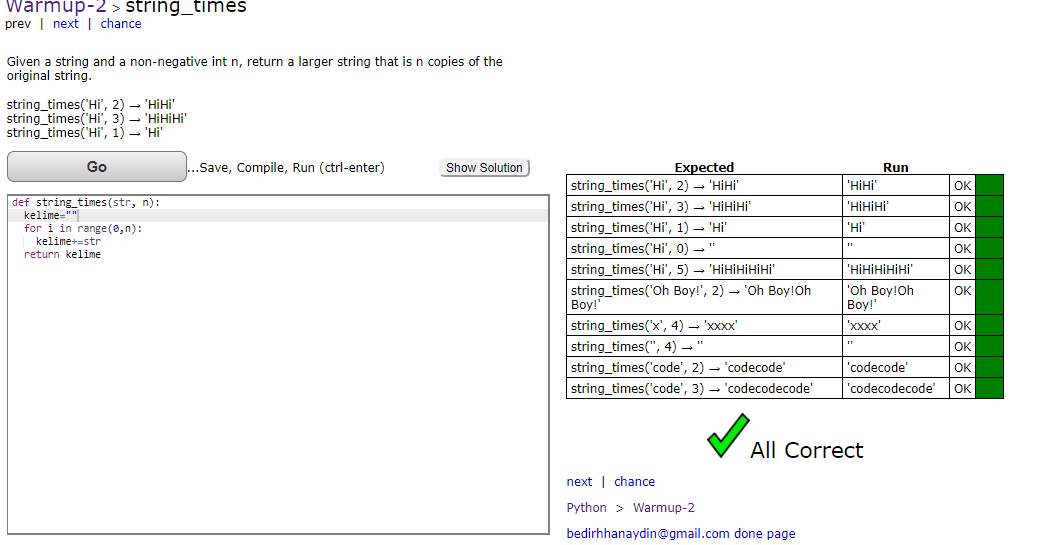 Warmup-2 > string_times
prev | next | chance
Given a string and a non-negative int n, return a larger string that is n copies of the
original string.
string_times('Hi', 2) → 'HiHi'
string_times('Hi', 3) → 'HiHiHi'
string_times('Hi', 1) → 'Hi'
Go
...Save, Compile, Run (ctrl-enter)
Show Solution
def string_times(str, n):
  kelime=""
  for i in range(0,n):
    kelime+=str
  return kelime
Expected Run
string_times('Hi', 2) → 'HiHi' 'HiHi' OK
string_times('Hi', 3) → 'HiHiHi' 'HiHiHi' OK
string_times('Hi', 1) → 'Hi' 'Hi' OK
string_times('Hi', 0) → '' '' OK
string_times('Hi', 5) → 'HiHiHiHiHi' 'HiHiHiHiHi' OK
string_times('Oh Boy!', 2) → 'Oh Boy!Oh 'Oh Boy!Oh OK
Boy!' Boy!'
string_times('x', 4) → 'xxxx' 'xxxx' OK
string_times('', 4) → '' '' OK
string_times('code', 2) → 'codecode' 'codecode' OK
string_times('code', 3) → 'codecodecode' 'codecodecode' OK
All Correct
next | chance
Python > Warmup-2
bedirhhanaydin@gmail.com done page